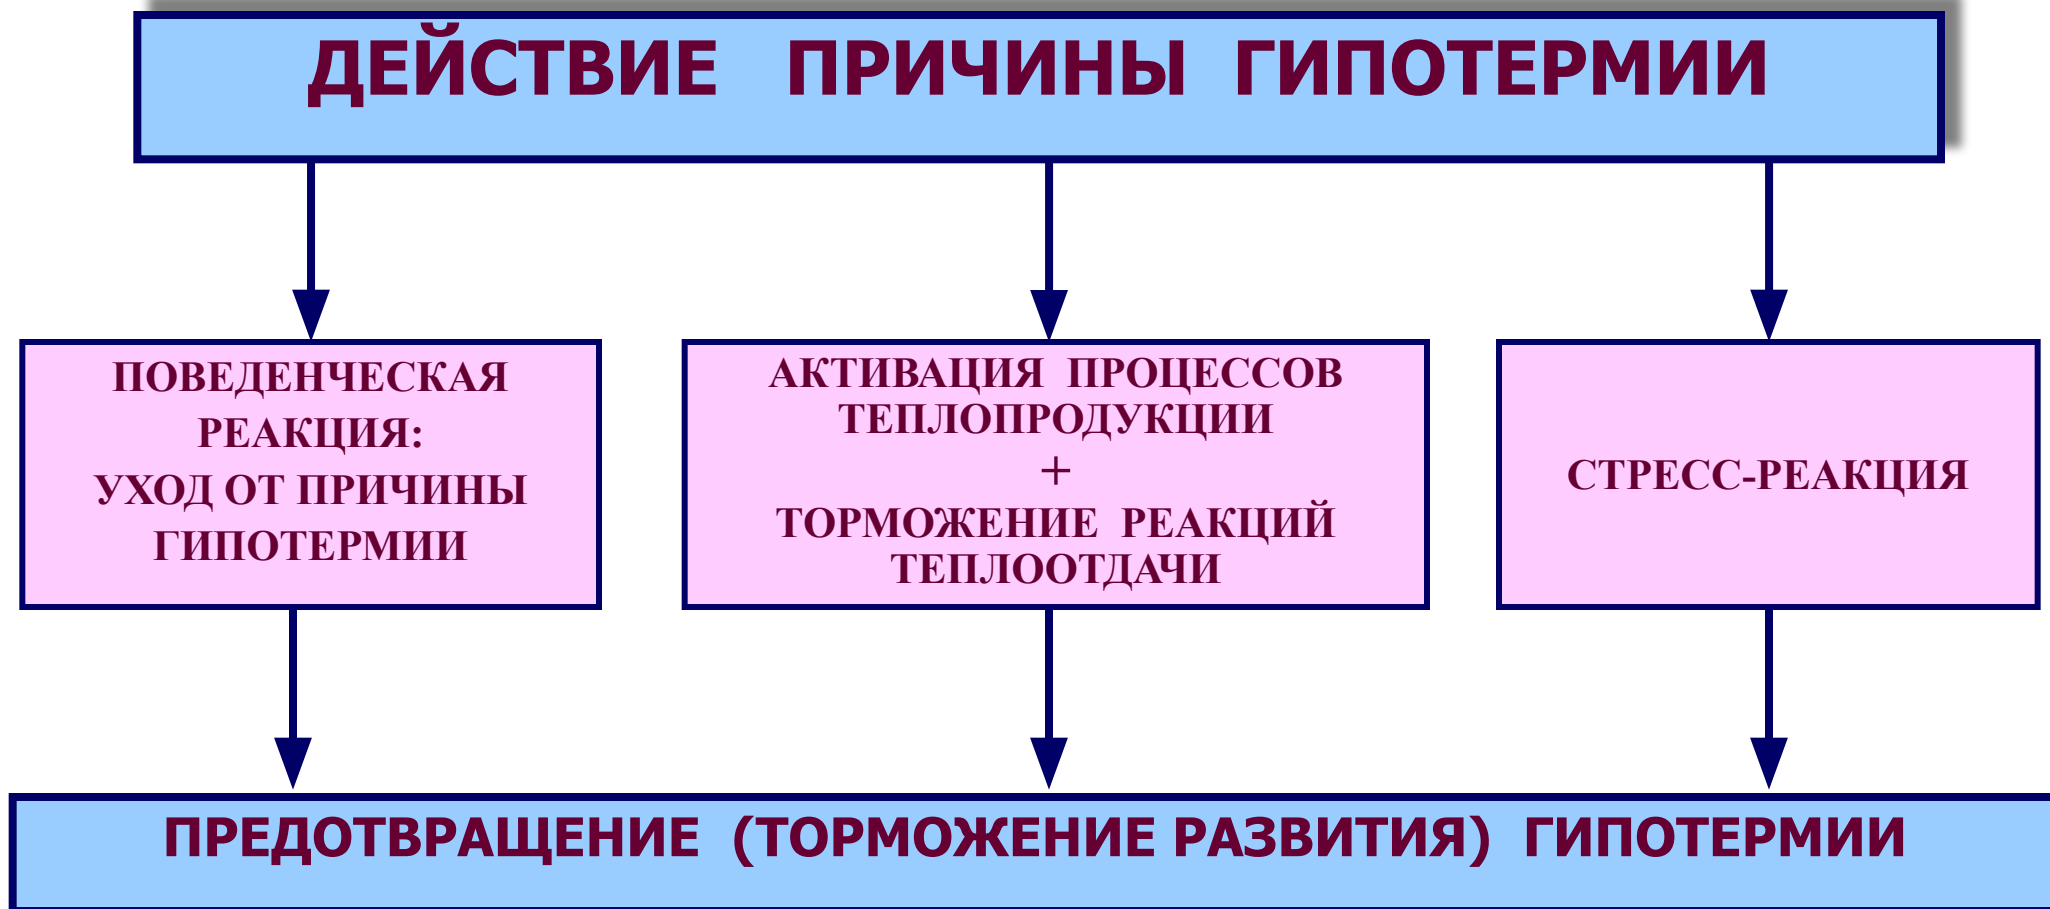 ДЕЙСТВИЕ ПРИЧИНЫ ГИПОТЕРМИИ
ПОВЕДЕНЧЕСКАЯ
РЕАКЦИЯ:
УХОД ОТ ПРИЧИНЫ
ГИПОТЕРМИИ
АКТИВАЦИЯ ПРОЦЕССОВ
ТЕПЛОПРОДУКЦИИ
+
ТОРМОЖЕНИЕ РЕАКЦИЙ
ТЕПЛООТДАЧИ
СТРЕСС-РЕАКЦИЯ
ПРЕДОТВРАЩЕНИЕ (ТОРМОЖЕНИЕ РАЗВИТИЯ) ГИПОТЕРМИИ